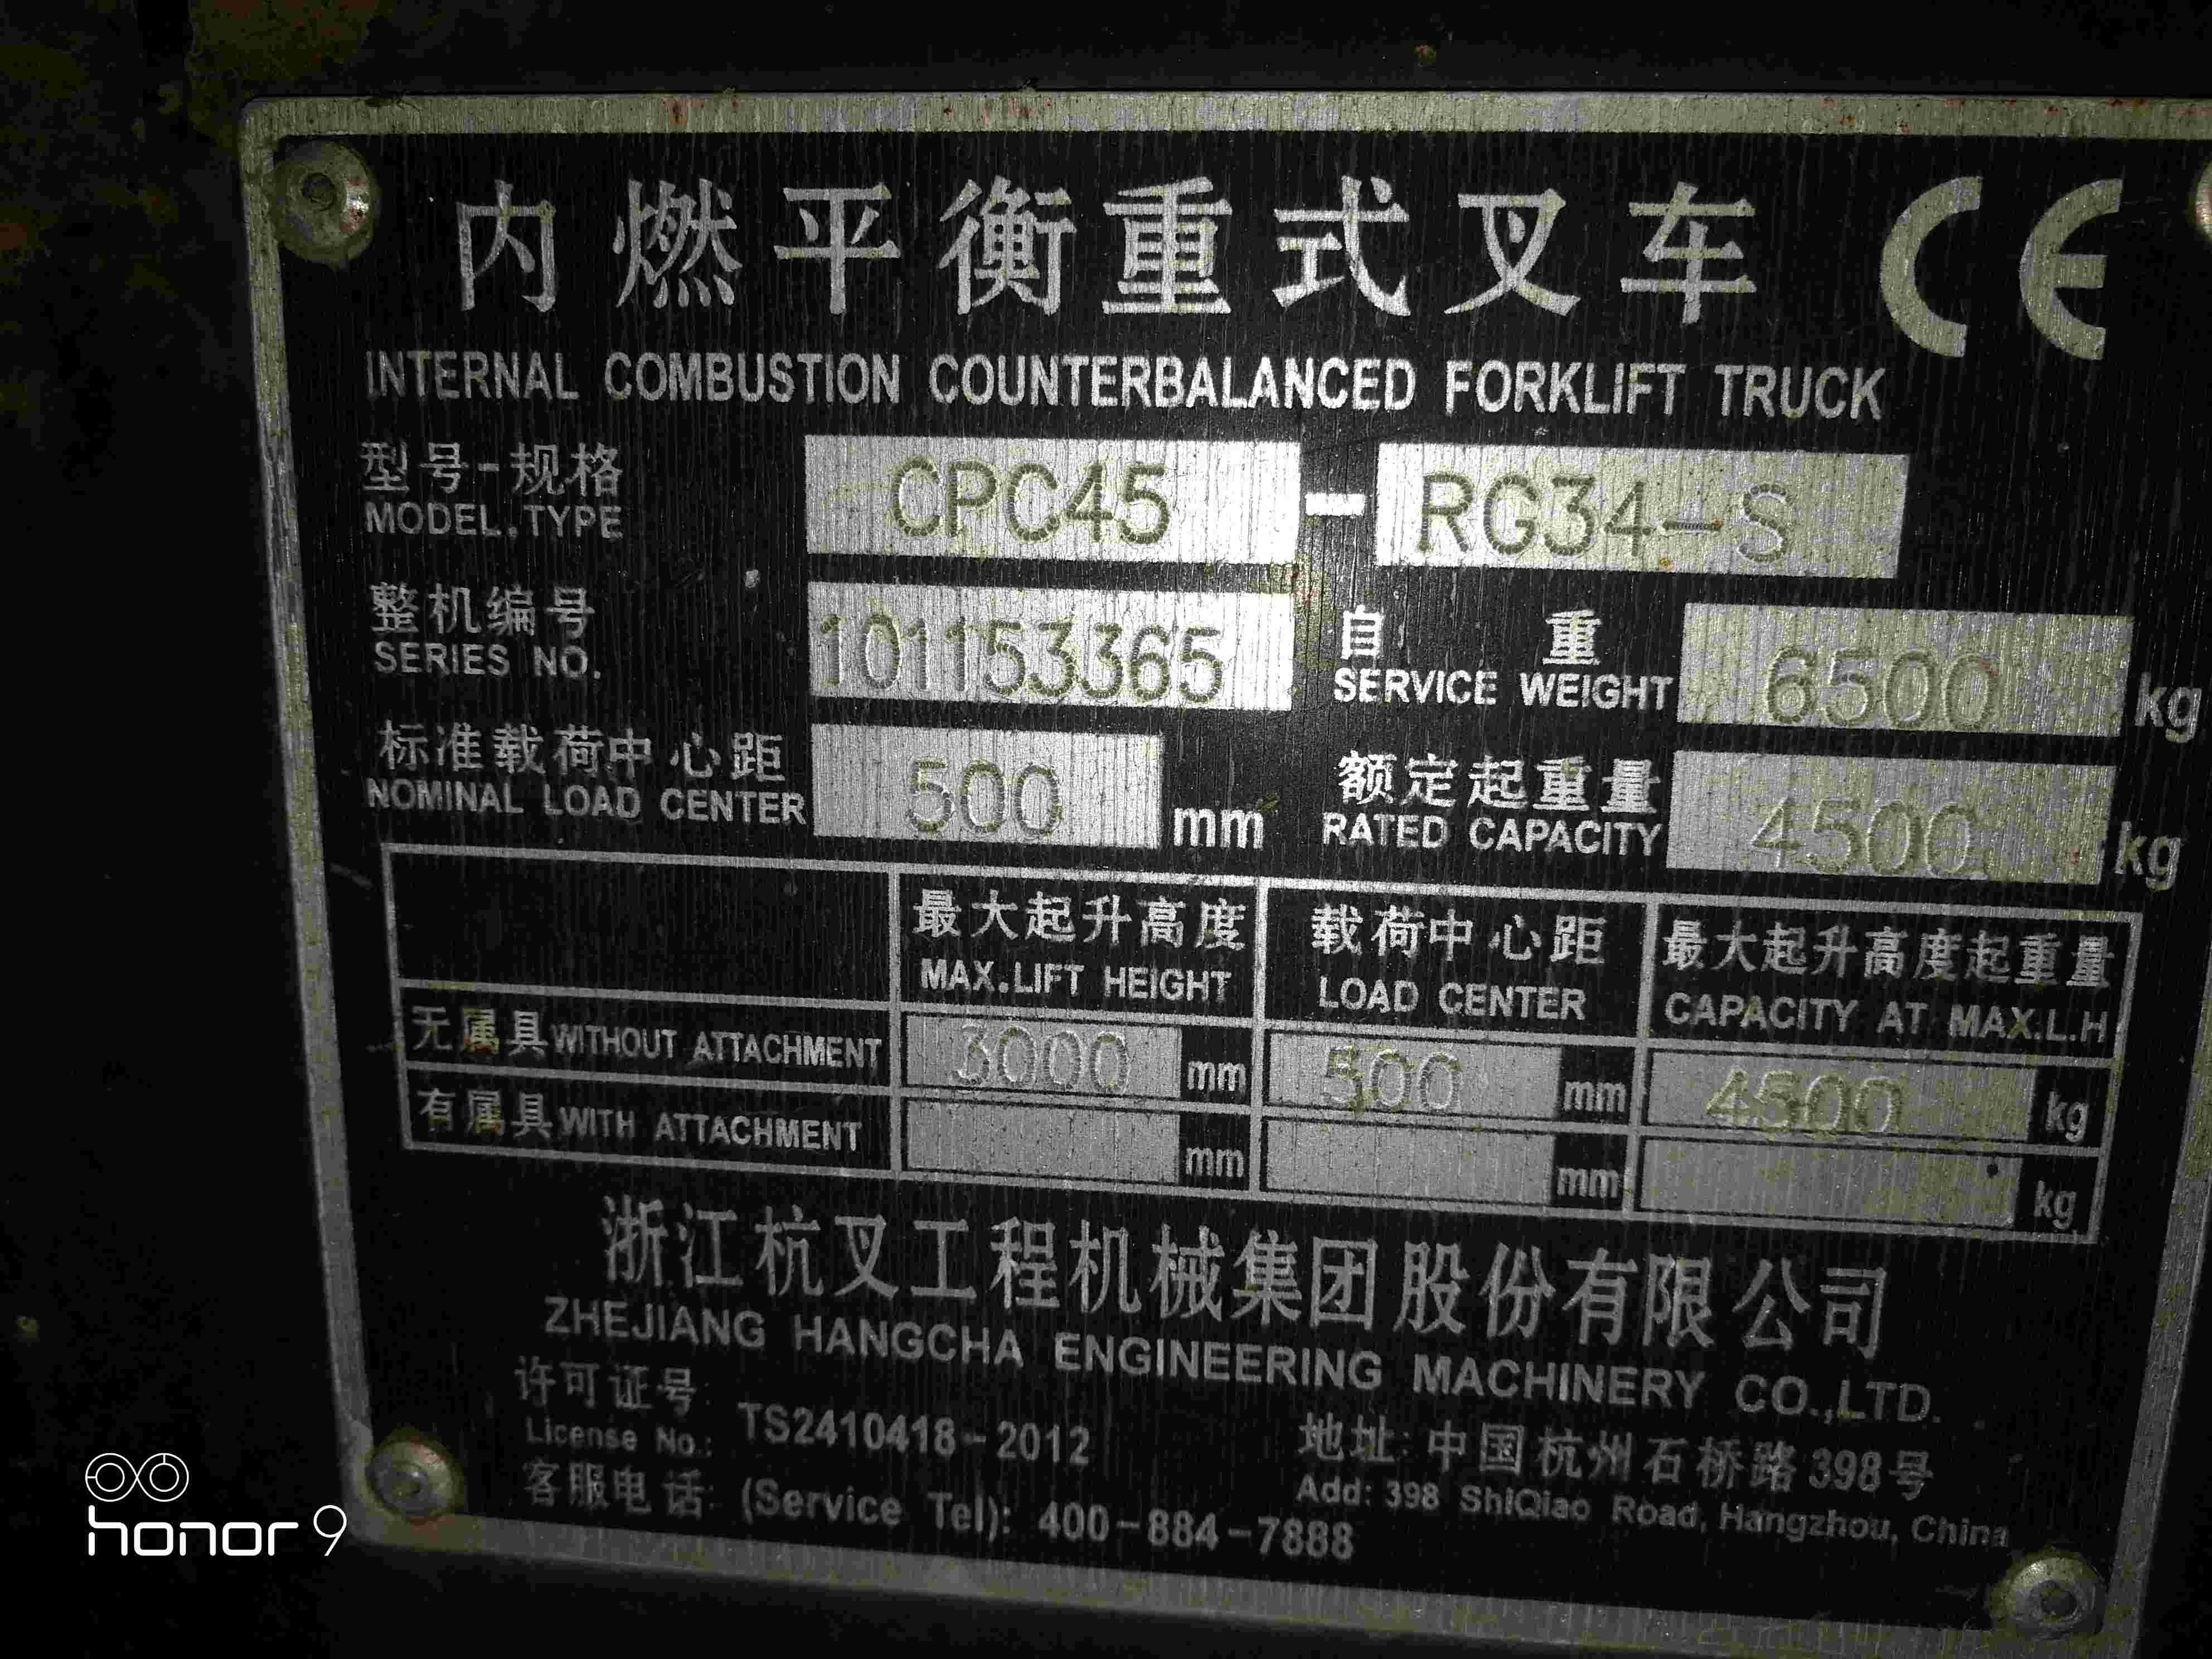 内燃平衡重式叉车 CE
INTERNAL COMBUSTION COUNTERBALANCED FORKLIFT TRUCK
型号-规格 CPC45 - RG34-S
MODEL.TYPE
整机编号 101153365 自重 6500 kg
SERIES NO. SERVICE WEIGHT
标准载荷中心距 500 mm 额定起重量 4500 kg
NOMINAL LOAD CENTER RATED CAPACITY
最大起升高度 载荷中心距 最大起升高度起重量
MAX.LIFT HEIGHT LOAD CENTER CAPACITY AT MAX.L.H
无属具 WITHOUT ATTACHMENT 3000 mm 500 mm 4500 kg
有属具 WITH ATTACHMENT mm mm kg
浙江杭叉工程机械集团股份有限公司
ZHEJIANG HANGCHA ENGINEERING MACHINERY CO.,LTD.
许可证号 地址: 中国杭州石桥路398号
License No.: TS2410418-2012 Add: 398 ShiQiao Road, Hangzhou, China
客服电话: (Service Tel): 400-884-7888
honor 9